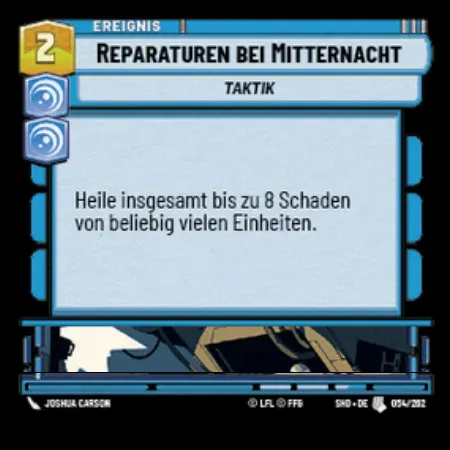 EREIGNIS
2
REPARATUREN BEI MITTERNACHT
TAKTIK
Heile insgesamt bis zu 8 Schaden
von beliebig vielen Einheiten.
JOSHUA CARSON
© LFL © FFG
SHD • DE
054/262